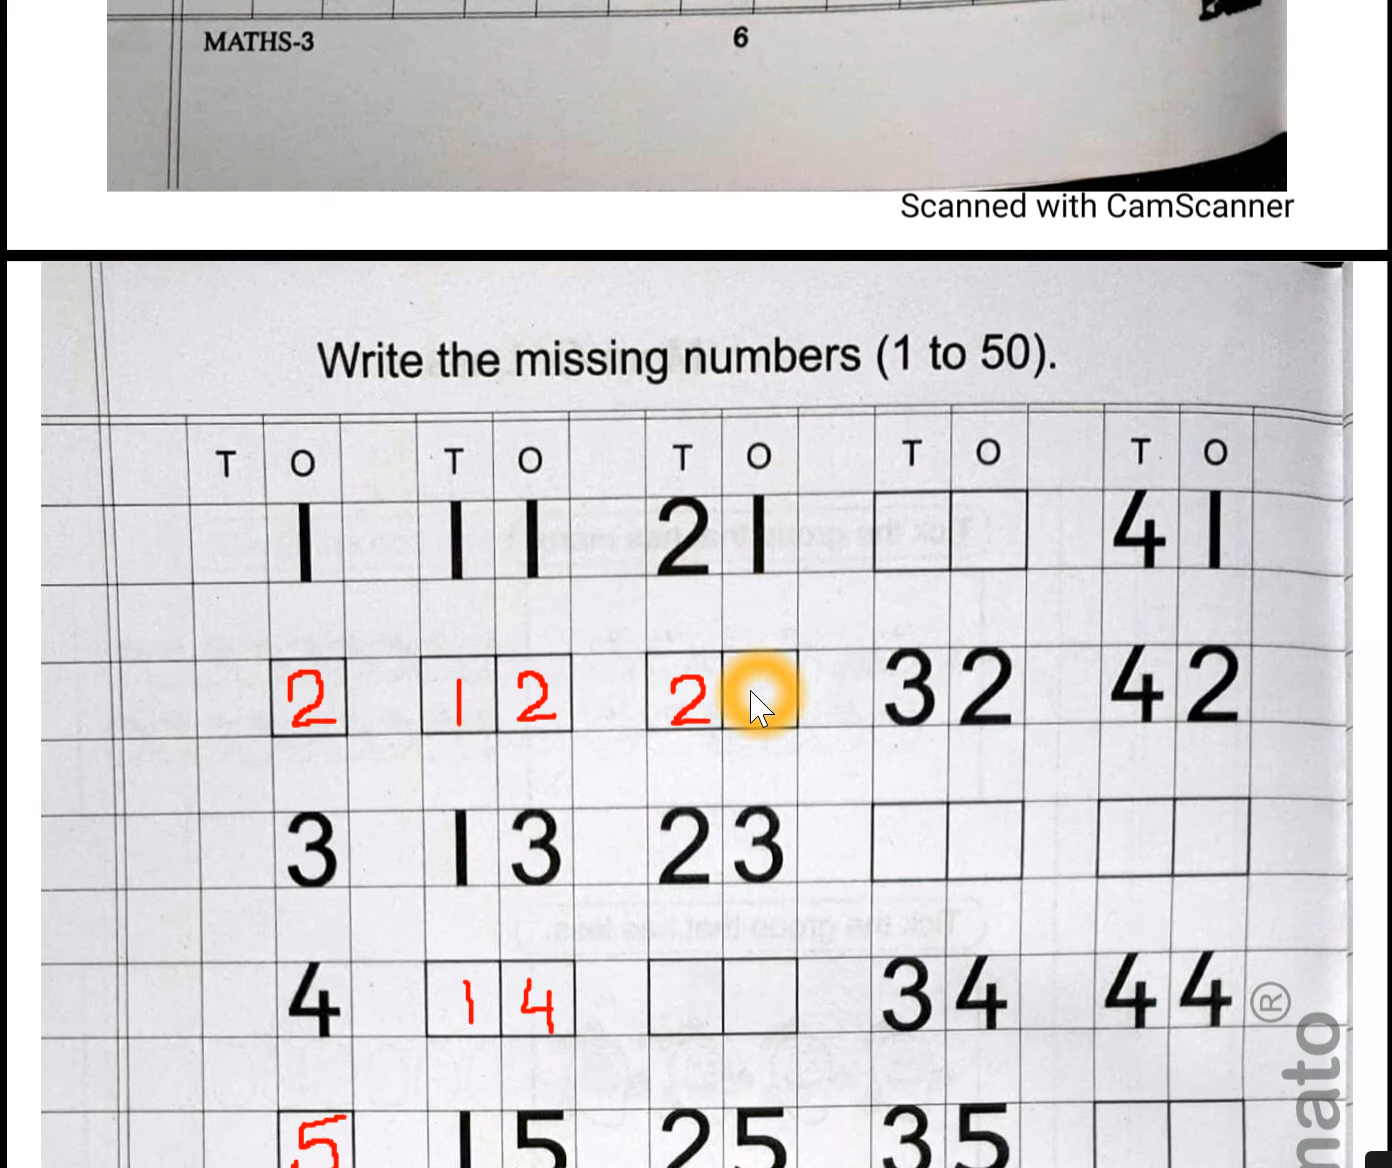 MATHS-3 6
Scanned with CamScanner
Write the missing numbers (1 to 50).
T O T O T O T O T O
1 11 21 41
2 12 2 32 42
3 13 23
4 14 34 44
5 15 25 35
®